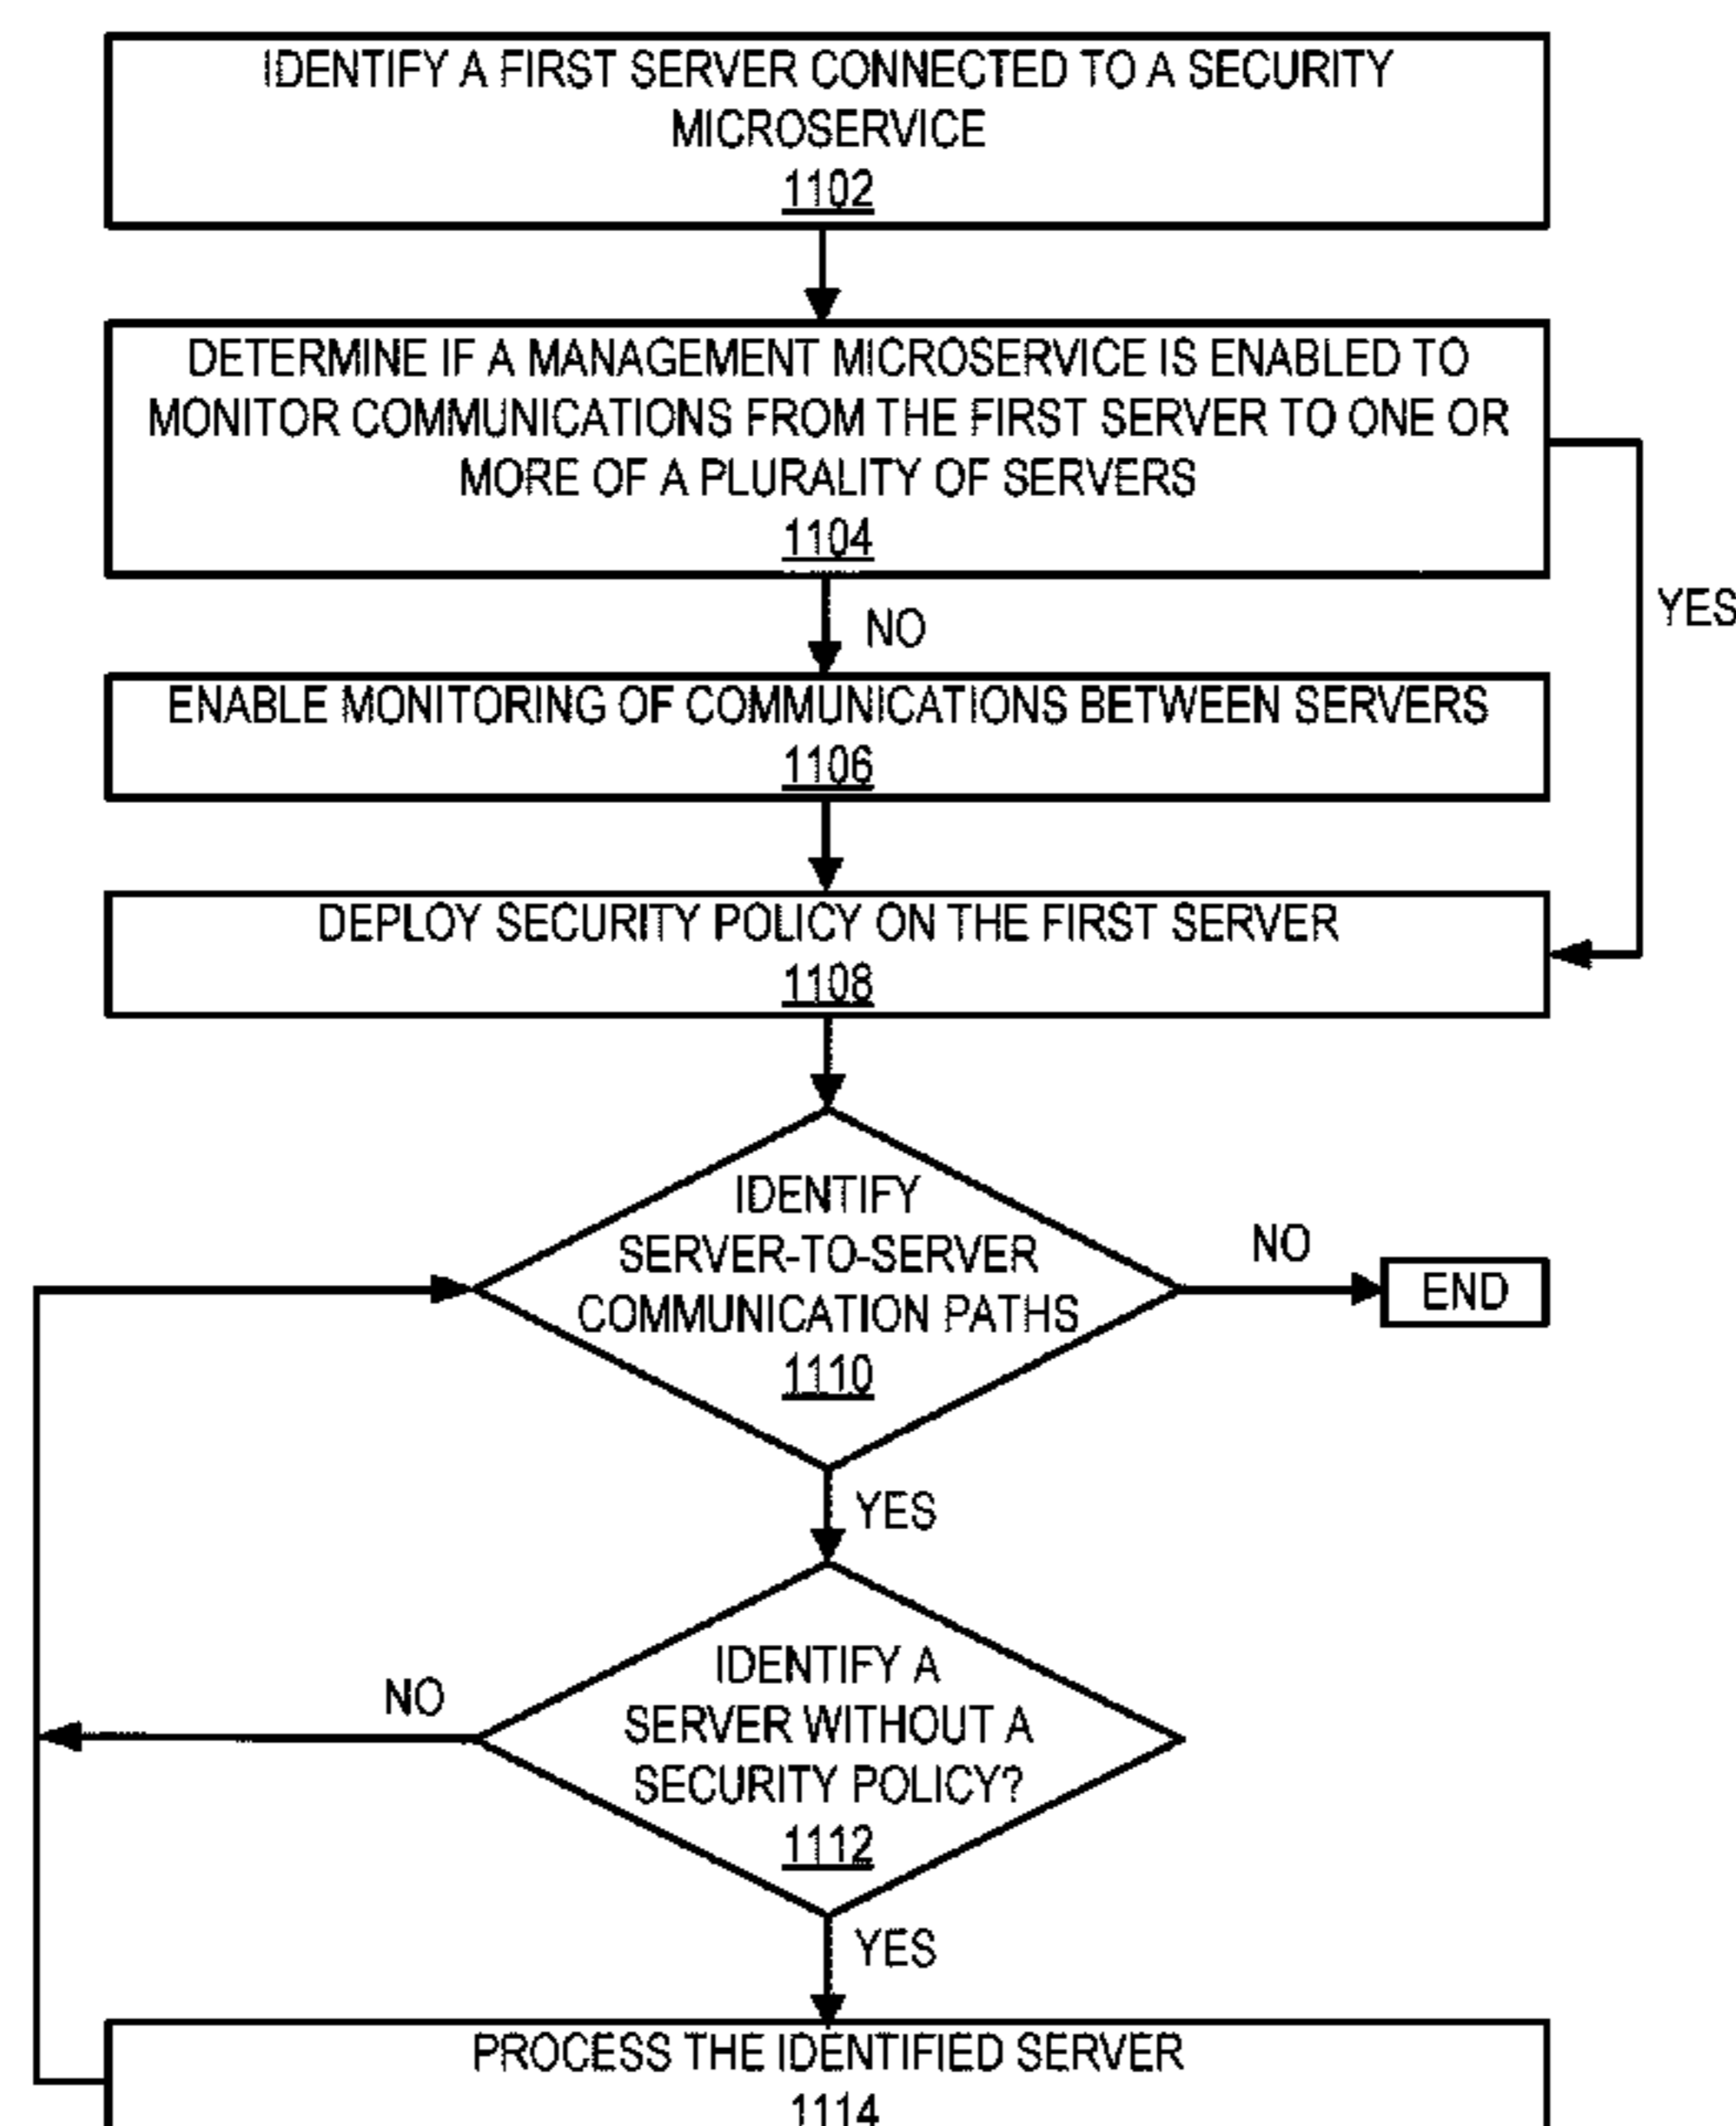 IDENTIFY A FIRST SERVER CONNECTED TO A SECURITY
MICROSERVICE
1102
DETERMINE IF A MANAGEMENT MICROSERVICE IS ENABLED TO
MONITOR COMMUNICATIONS FROM THE FIRST SERVER TO ONE OR
MORE OF A PLURALITY OF SERVERS
1104
YES
NO
ENABLE MONITORING OF COMMUNICATIONS BETWEEN SERVERS
1106
DEPLOY SECURITY POLICY ON THE FIRST SERVER
1108
IDENTIFY
SERVER-TO-SERVER
COMMUNICATION PATHS
1110
NO
END
YES
IDENTIFY A
SERVER WITHOUT A
SECURITY POLICY?
1112
NO
YES
PROCESS THE IDENTIFIED SERVER
1114